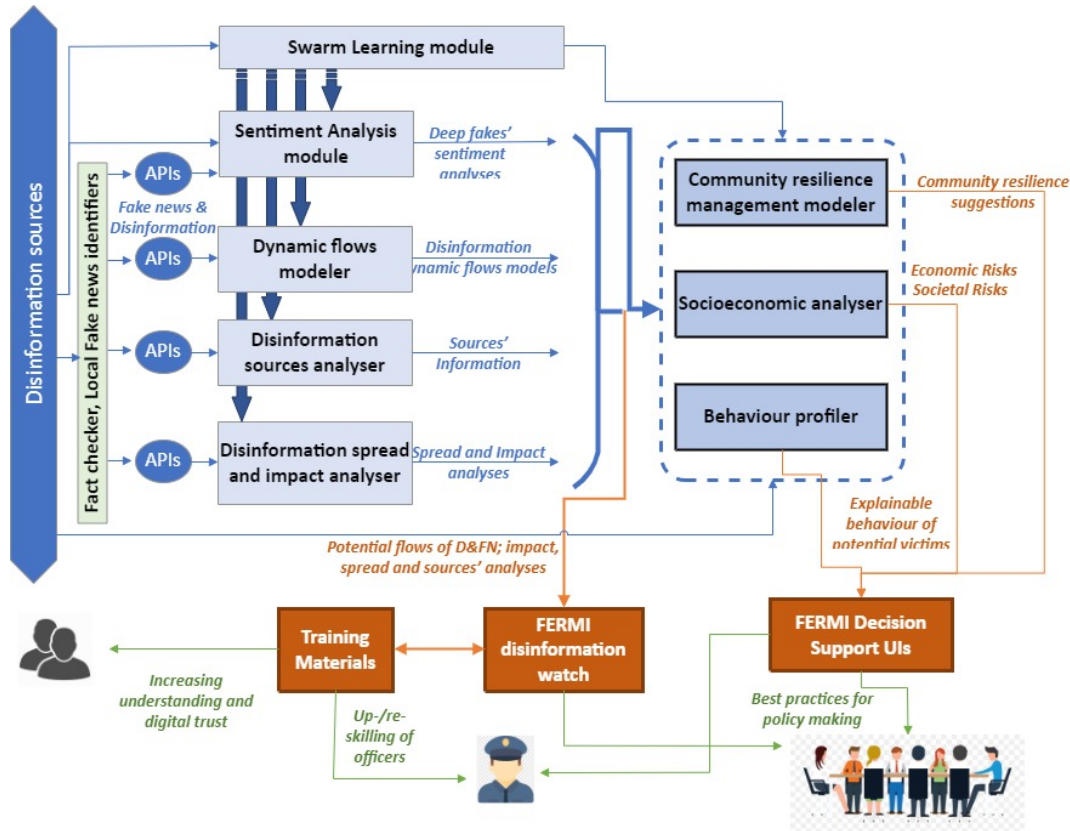 Disinformation sources
Fact checker, Local Fake news identifiers
Swarm Learning module
Sentiment Analysis
module
Deep fakes'
sentiment
analyses
APIs
Fake news &
Disinformation
APIs
Dynamic flows
modeler
Disinformation
ynamic flows models
APIs
Disinformation
sources analyser
Sources'
Information
APIs
Disinformation spread
and impact analyser
Spread and Impact
analyses
Community resilience
management modeler
Community resilience
suggestions
Socioeconomic analyser
Economic Risks
Societal Risks
Behaviour profiler
Explainable
behaviour of
potential victims
Potential flows of D&FN; impact,
spread and sources' analyses
Training
Materials
FERMI
disinformation
watch
FERMI Decision
Support UIs
Increasing
understanding and
digital trust
Up-/re-
skilling of
officers
Best practices for
policy making